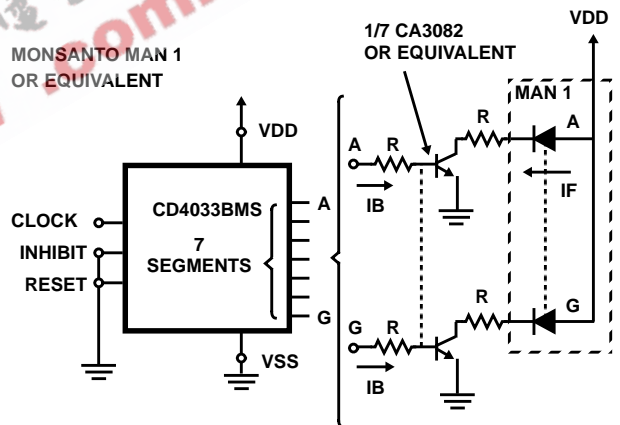 MONSANTO MAN 1
OR EQUIVALENT
1/7 CA3082
OR EQUIVALENT
VDD
MAN 1
VDD
CLOCK
INHIBIT
RESET
CD4033BMS
7
SEGMENTS
A
G
VSS
A
R
IB
R
A
IF
G
R
IB
R
G
.com